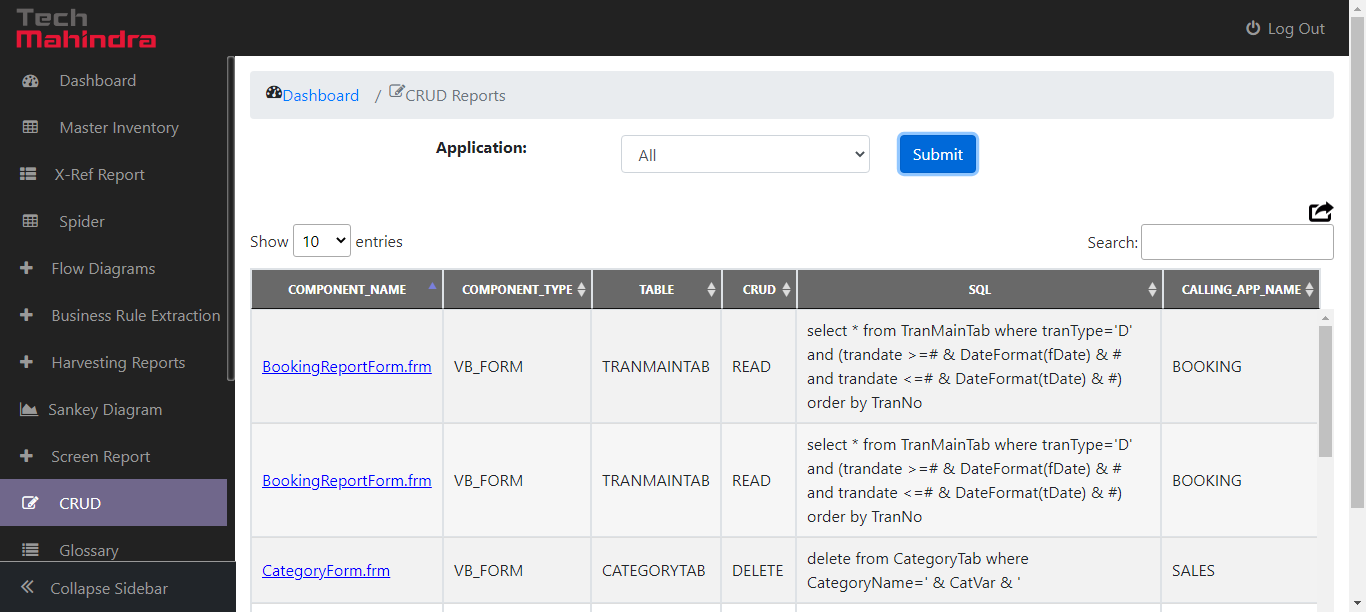 Tech
Mahindra
Log Out
Dashboard
Master Inventory
X-Ref Report
Spider
Flow Diagrams
Business Rule Extraction
Harvesting Reports
Sankey Diagram
Screen Report
CRUD
Glossary
Collapse Sidebar
Dashboard / CRUD Reports
Application: All Submit
Show 10 entries Search:
COMPONENT_NAME COMPONENT_TYPE TABLE CRUD SQL CALLING_APP_NAME
select * from TranMainTab where tranType='D'
and (trandate >=# & DateFormat(fDate) & #
BookingReportForm.frm VB_FORM TRANMAINTAB READ BOOKING
and trandate <=# & DateFormat(tDate) & #)
order by TranNo
select * from TranMainTab where tranType='D'
and (trandate >=# & DateFormat(fDate) & #
BookingReportForm.frm VB_FORM TRANMAINTAB READ BOOKING
and trandate <=# & DateFormat(tDate) & #)
order by TranNo
delete from CategoryTab where
CategoryForm.frm VB_FORM CATEGORYTAB DELETE SALES
CategoryName=' & CatVar & '